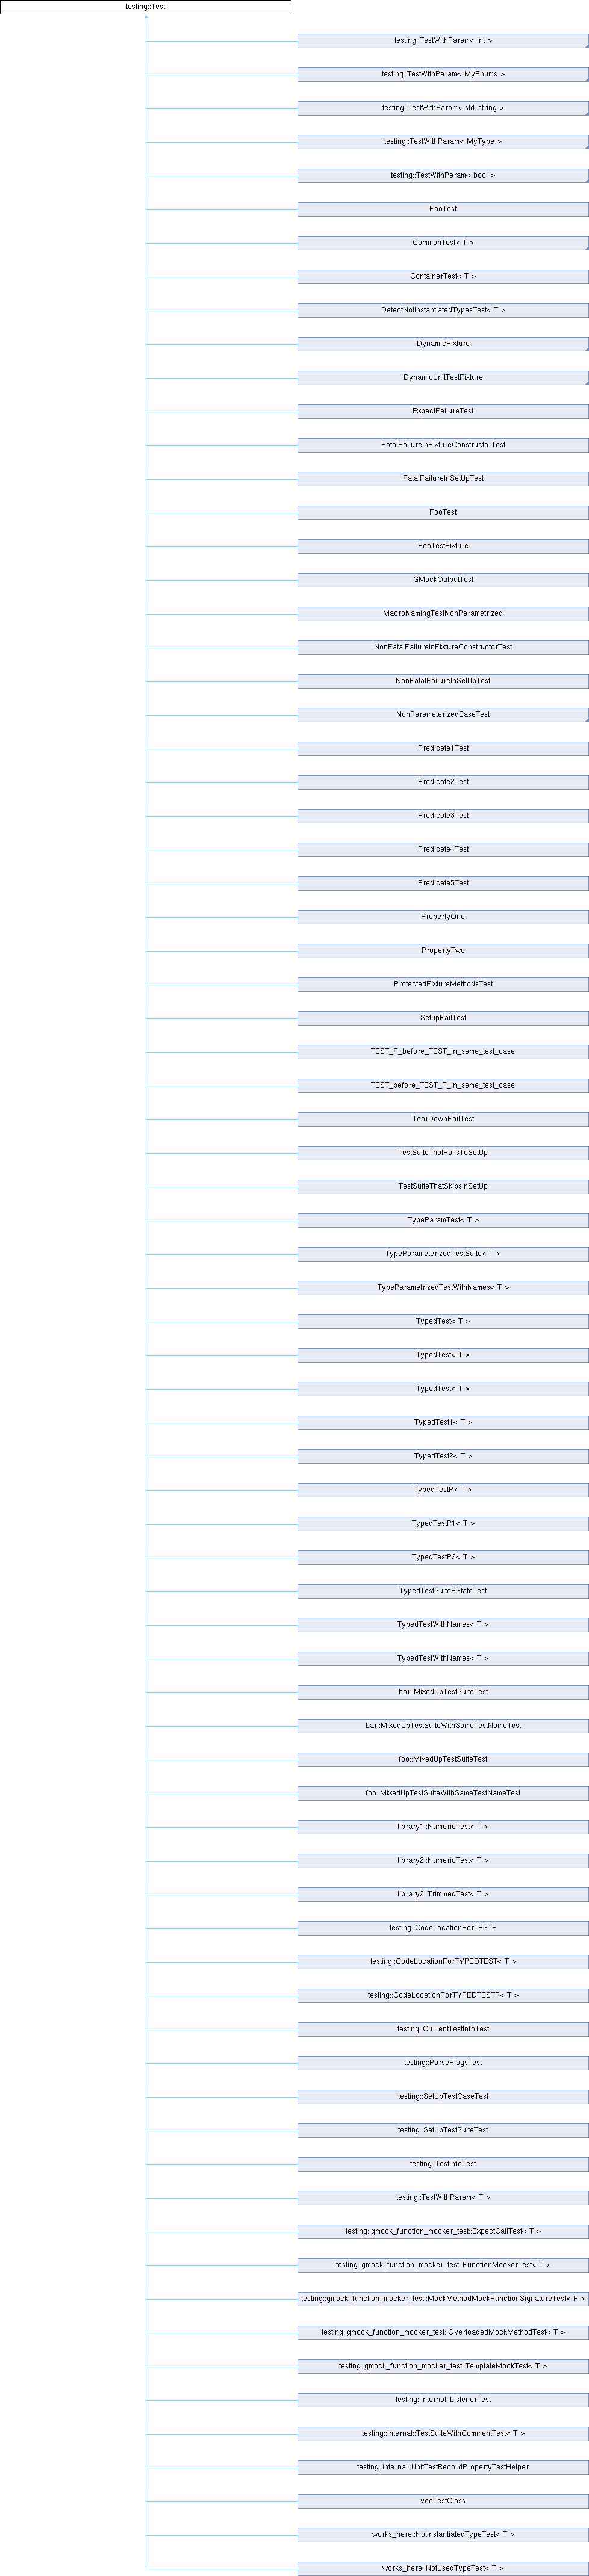 testing::Test
testing::TestWithParam< int >
testing::TestWithParam< MyEnums >
testing::TestWithParam< std::string >
testing::TestWithParam< MyType >
testing::TestWithParam< bool >
FooTest
CommonTest< T >
ContainerTest< T >
DetectNotInstantiatedTypesTest< T >
DynamicFixture
DynamicUnitTestFixture
ExpectFailureTest
FatalFailureInFixtureConstructorTest
FatalFailureInSetUpTest
FooTest
FooTestFixture
GMockOutputTest
MacroNamingTestNonParametrized
NonFatalFailureInFixtureConstructorTest
NonFatalFailureInSetUpTest
NonParameterizedBaseTest
Predicate1Test
Predicate2Test
Predicate3Test
Predicate4Test
Predicate5Test
PropertyOne
PropertyTwo
ProtectedFixtureMethodsTest
SetupFailTest
TEST_F_before_TEST_in_same_test_case
TEST_before_TEST_F_in_same_test_case
TearDownFailTest
TestSuiteThatFailsToSetUp
TestSuiteThatSkipsInSetUp
TypeParamTest< T >
TypeParameterizedTestSuite< T >
TypeParametrizedTestWithNames< T >
TypedTest< T >
TypedTest< T >
TypedTest< T >
TypedTest1< T >
TypedTest2< T >
TypedTestP< T >
TypedTestP1< T >
TypedTestP2< T >
TypedTestSuitePStateTest
TypedTestWithNames< T >
TypedTestWithNames< T >
bar::MixedUpTestSuiteTest
bar::MixedUpTestSuiteWithSameTestNameTest
foo::MixedUpTestSuiteTest
foo::MixedUpTestSuiteWithSameTestNameTest
library1::NumericTest< T >
library2::NumericTest< T >
library2::TrimmedTest< T >
testing::CodeLocationForTESTF
testing::CodeLocationForTYPEDTEST< T >
testing::CodeLocationForTYPEDTESTP< T >
testing::CurrentTestInfoTest
testing::ParseFlagsTest
testing::SetUpTestCaseTest
testing::SetUpTestSuiteTest
testing::TestInfoTest
testing::TestWithParam< T >
testing::gmock_function_mocker_test::ExpectCallTest< T >
testing::gmock_function_mocker_test::FunctionMockerTest< T >
testing::gmock_function_mocker_test::MockMethodMockFunctionSignatureTest< F >
testing::gmock_function_mocker_test::OverloadedMockMethodTest< T >
testing::gmock_function_mocker_test::TemplateMockTest< T >
testing::internal::ListenerTest
testing::internal::TestSuiteWithCommentTest< T >
testing::internal::UnitTestRecordPropertyTestHelper
vecTestClass
works_here::NotInstantiatedTypeTest< T >
works_here::NotUsedTypeTest< T >